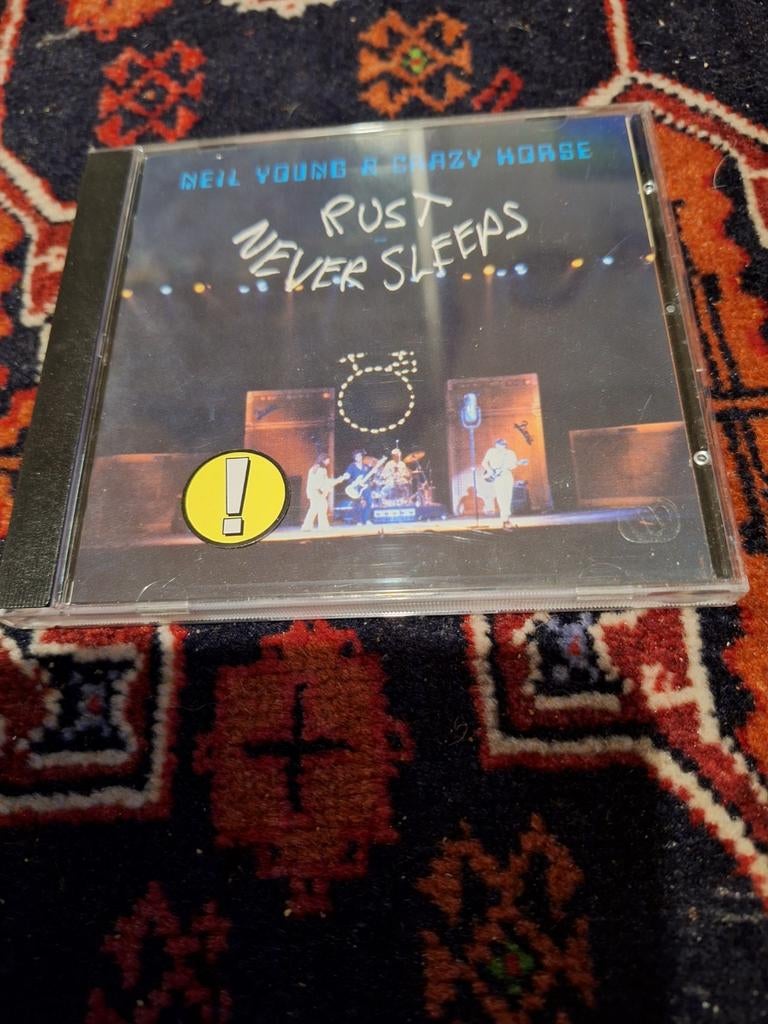 NEIL YOUNG & CRAZY HORSE
RUST
NEVER SLEEPS
!